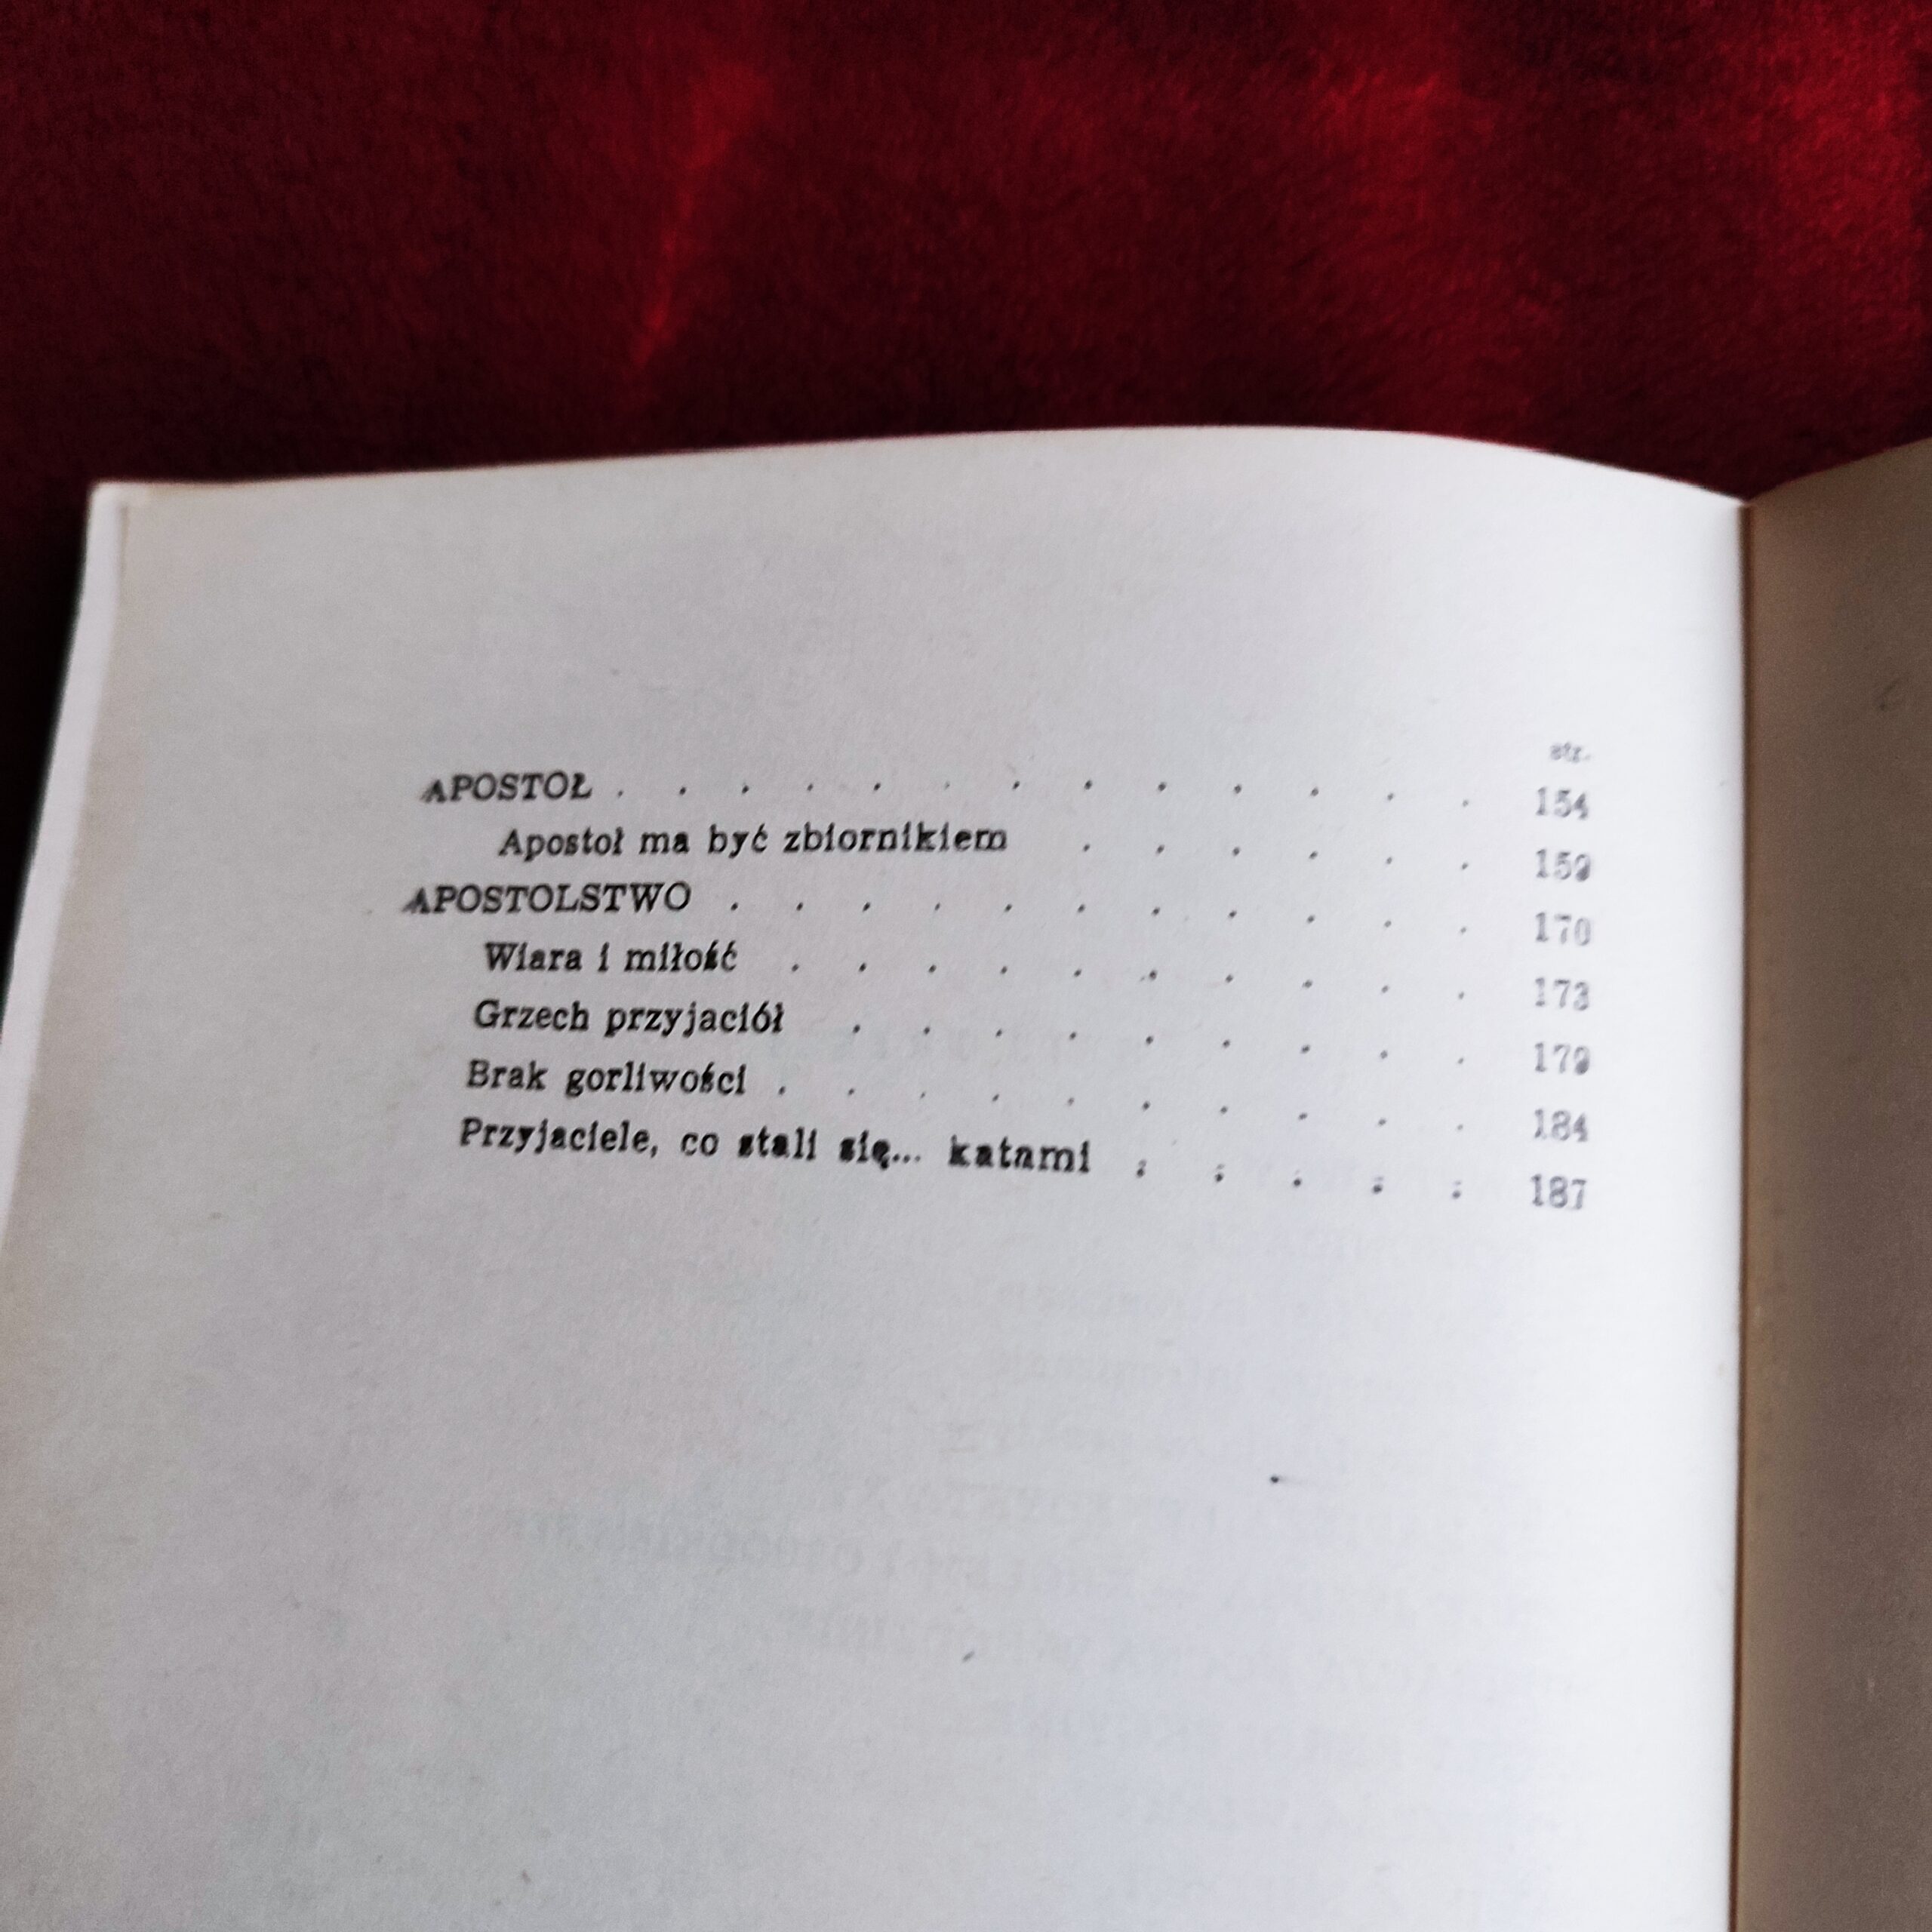 str.
APOSTOŁ . . . . . . . . . . . . . 154
Apostoł ma być zbiornikiem . . . . . . 159
APOSTOLSTWO . . . . . . . . . . . 170
Wiara i miłość . . . . . . . . . . 173
Grzech przyjaciół . . . . . . . . . 179
Brak gorliwości . . . . . . . . . . 184
Przyjaciele, co stali się... katami . . . . . 187